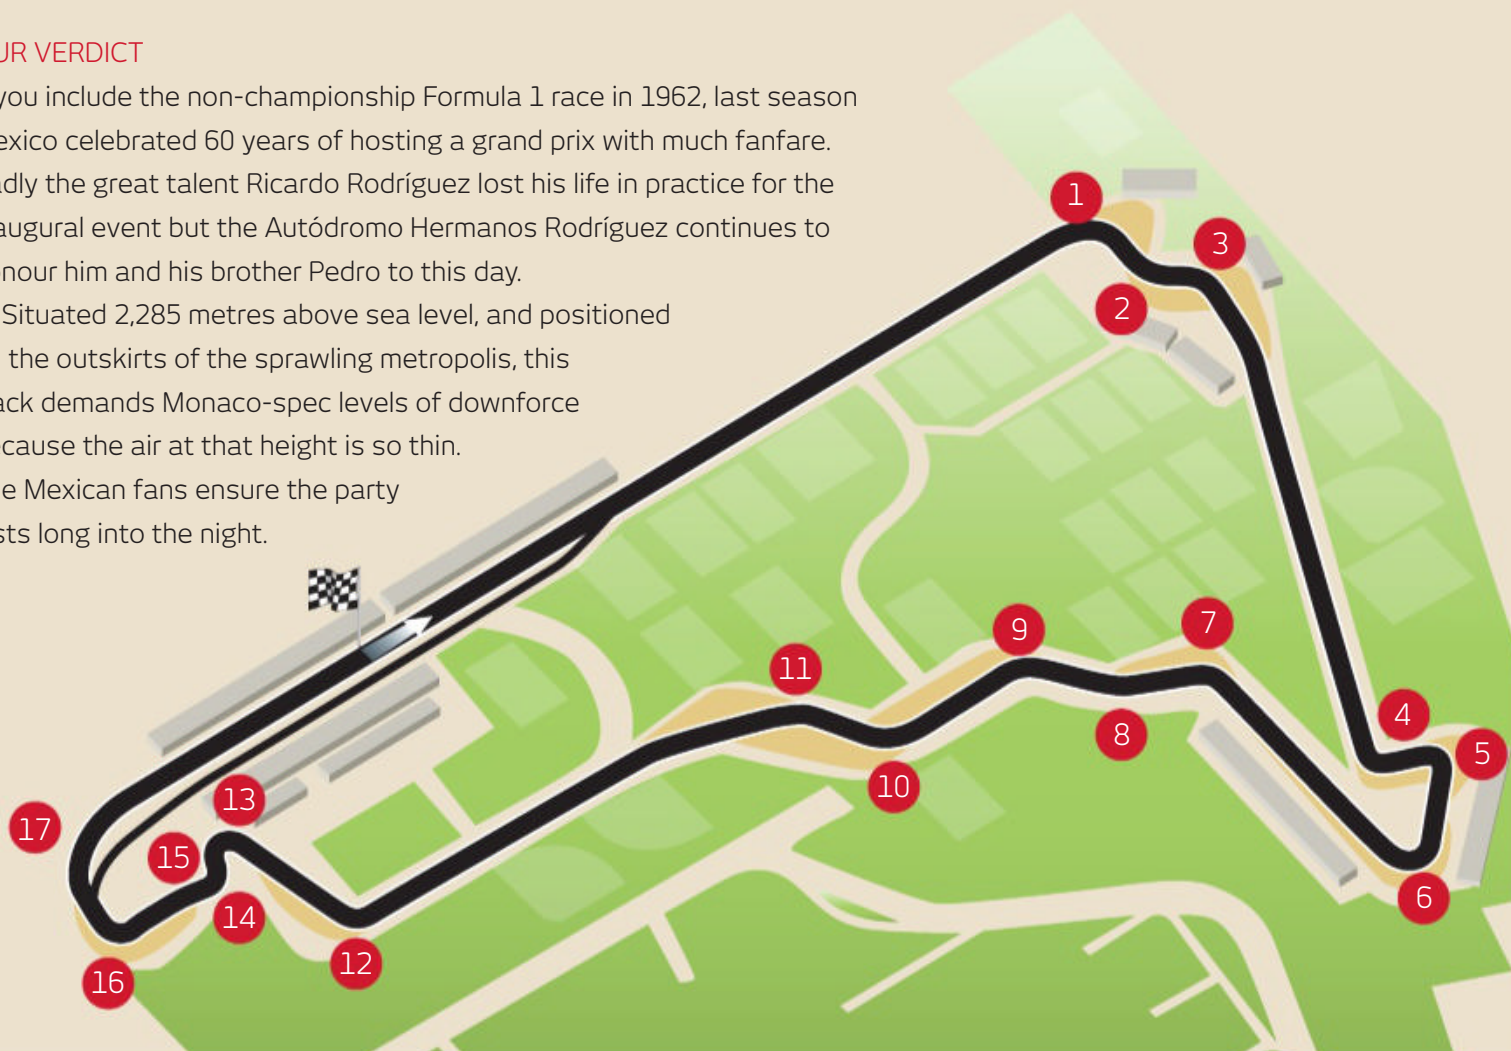 UR VERDICT
you include the non-championship Formula 1 race in 1962, last season
exico celebrated 60 years of hosting a grand prix with much fanfare.
dly the great talent Ricardo Rodríguez lost his life in practice for the
augural event but the Autódromo Hermanos Rodríguez continues to
nour him and his brother Pedro to this day.
Situated 2,285 metres above sea level, and positioned
the outskirts of the sprawling metropolis, this
ack demands Monaco-spec levels of downforce
cause the air at that height is so thin.
e Mexican fans ensure the party
sts long into the night.
1
3
2
9
7
11
4
8
5
10
13
17
15
6
14
12
16